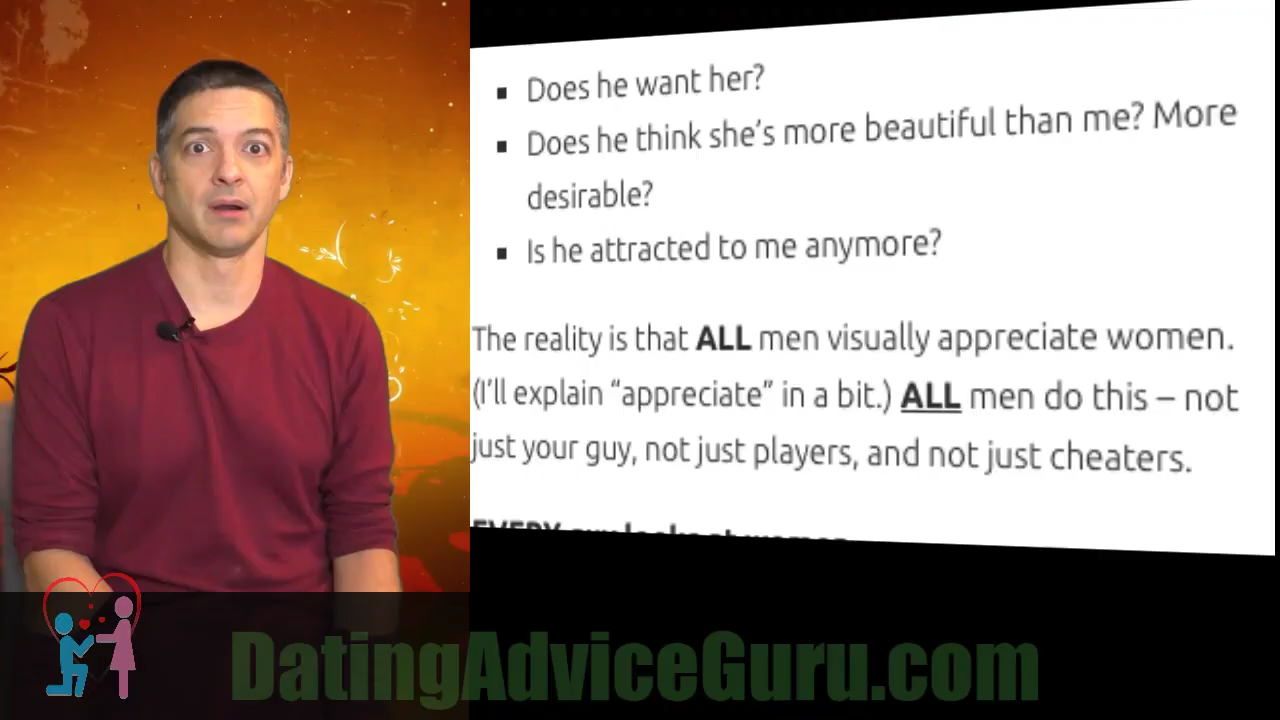 ▪ Does he want her?
▪ Does he think she's more beautiful than me? More
desirable?
▪ Is he attracted to me anymore?
The reality is that ALL men visually appreciate women.
(I'll explain “appreciate” in a bit.) ALL men do this – not
just your guy, not just players, and not just cheaters.
DatingAdviceGuru.com